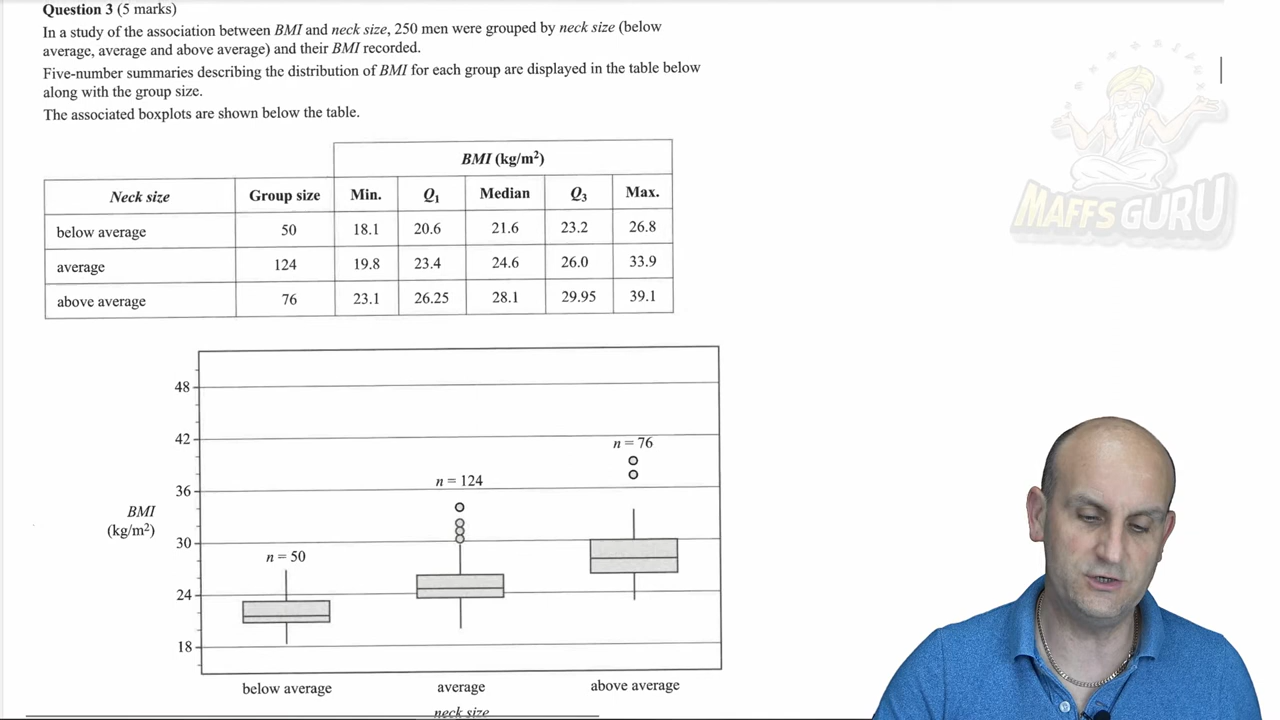 Question 3 (5 marks)
In a study of the association between BMI and neck size, 250 men were grouped by neck size (below
average, average and above average) and their BMI recorded.
Five-number summaries describing the distribution of BMI for each group are displayed in the table below
along with the group size.
The associated boxplots are shown below the table.
BMI (kg/m²)
Neck size Group size Min. Q₁ Median Q₃ Max.
below average 50 18.1 20.6 21.6 23.2 26.8
average 124 19.8 23.4 24.6 26.0 33.9
above average 76 23.1 26.25 28.1 29.95 39.1
48
42
36
30
24
18
BMI
(kg/m²)
n = 50
n = 124
n = 76
below average average above average
neck size
MAFFS GURU